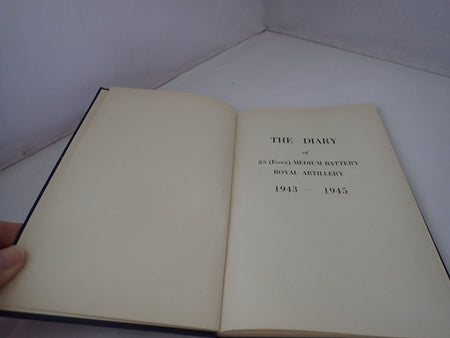 THE DIARY
of
85 (Essex) MEDIUM BATTERY
ROYAL ARTILLERY
1943 — 1945